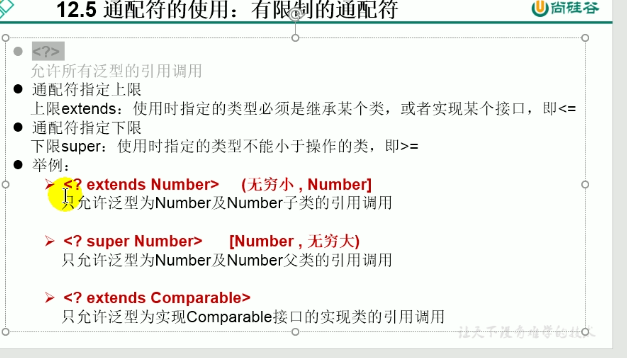 12.5 通配符的使用：有限制的通配符
尚硅谷
● <?>
允许所有泛型的引用调用
● 通配符指定上限
上限extends：使用时指定的类型必须是继承某个类，或者实现某个接口，即<=
● 通配符指定下限
下限super：使用时指定的类型不能小于操作的类，即>=
● 举例：
➢ <? extends Number> (无穷小 , Number]
只允许泛型为Number及Number子类的引用调用
➢ <? super Number> [Number , 无穷大)
只允许泛型为Number及Number父类的引用调用
➢ <? extends Comparable>
只允许泛型为实现Comparable接口的实现类的引用调用
让天下没有难学的技术